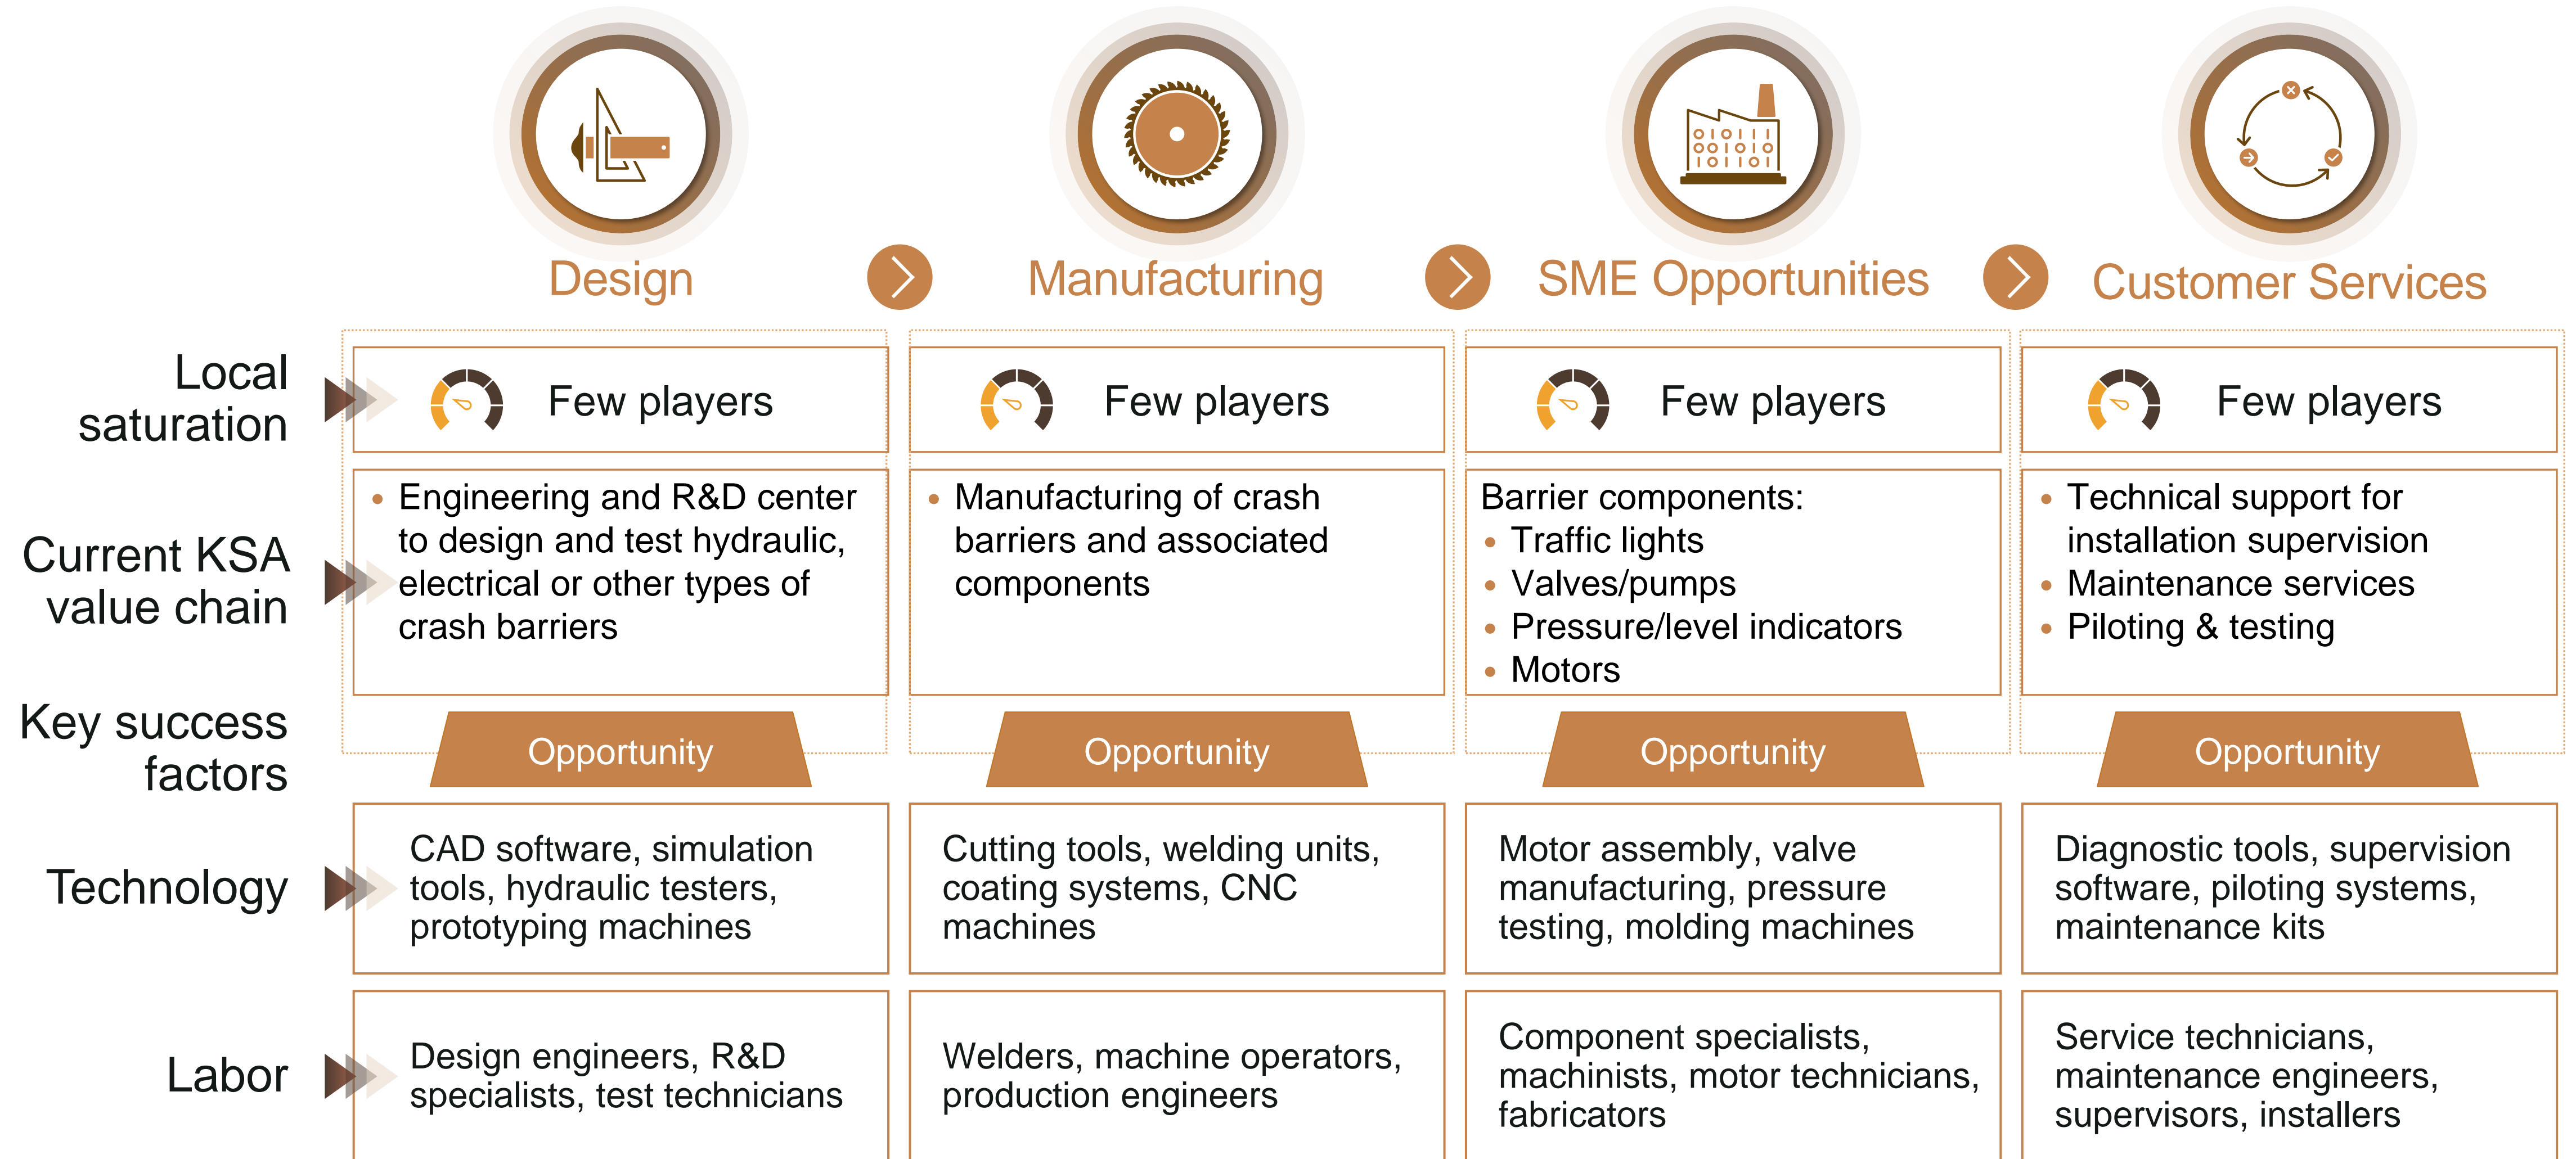 Design
Manufacturing
SME Opportunities
Customer Services
Local
saturation
Few players
Few players
Few players
Few players
Current KSA
value chain
• Engineering and R&D center
to design and test hydraulic,
electrical or other types of
crash barriers
• Manufacturing of crash
barriers and associated
components
Barrier components:
• Traffic lights
• Valves/pumps
• Pressure/level indicators
• Motors
• Technical support for
installation supervision
• Maintenance services
• Piloting & testing
Key success
factors
Opportunity
Opportunity
Opportunity
Opportunity
Technology
CAD software, simulation
tools, hydraulic testers,
prototyping machines
Cutting tools, welding units,
coating systems, CNC
machines
Motor assembly, valve
manufacturing, pressure
testing, molding machines
Diagnostic tools, supervision
software, piloting systems,
maintenance kits
Labor
Design engineers, R&D
specialists, test technicians
Welders, machine operators,
production engineers
Component specialists,
machinists, motor technicians,
fabricators
Service technicians,
maintenance engineers,
supervisors, installers